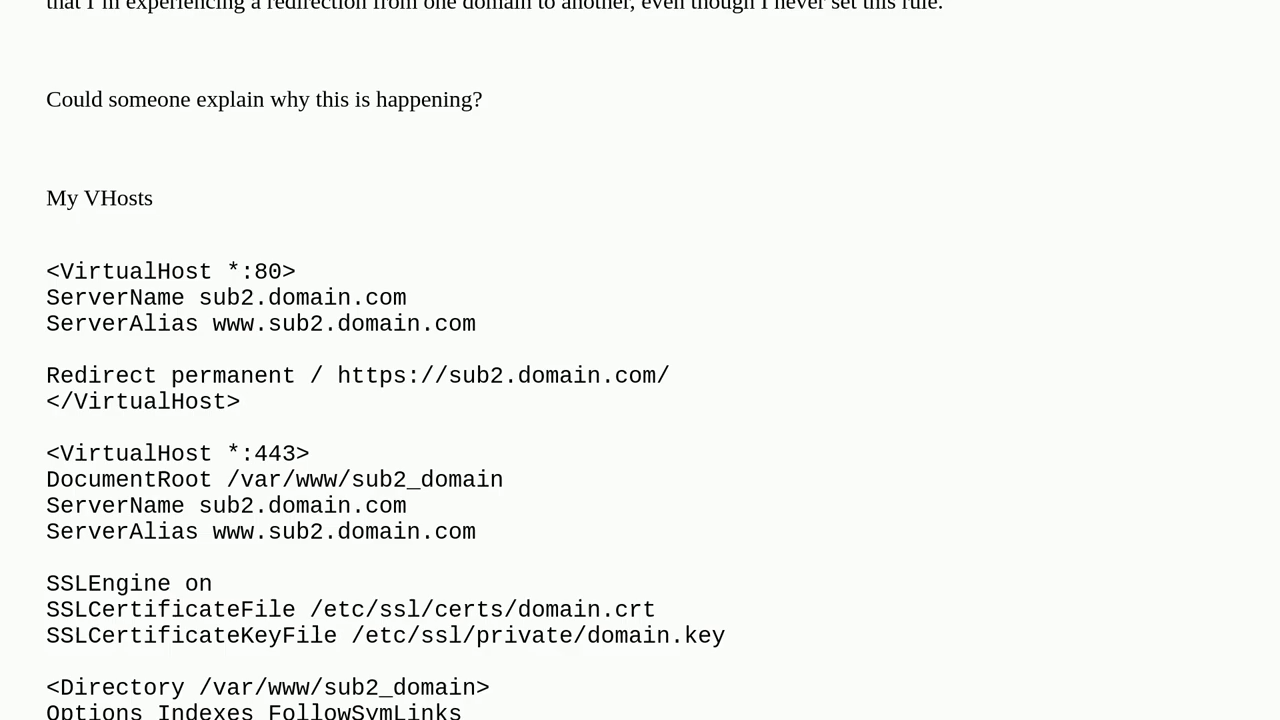 that I'm experiencing a redirection from one domain to another, even though I never set this rule.
Could someone explain why this is happening?
My VHosts
<VirtualHost *:80>
ServerName sub2.domain.com
ServerAlias www.sub2.domain.com
Redirect permanent / https://sub2.domain.com/
</VirtualHost>
<VirtualHost *:443>
DocumentRoot /var/www/sub2_domain
ServerName sub2.domain.com
ServerAlias www.sub2.domain.com
SSLEngine on
SSLCertificateFile /etc/ssl/certs/domain.crt
SSLCertificateKeyFile /etc/ssl/private/domain.key
<Directory /var/www/sub2_domain>
Options Indexes FollowSymLinks